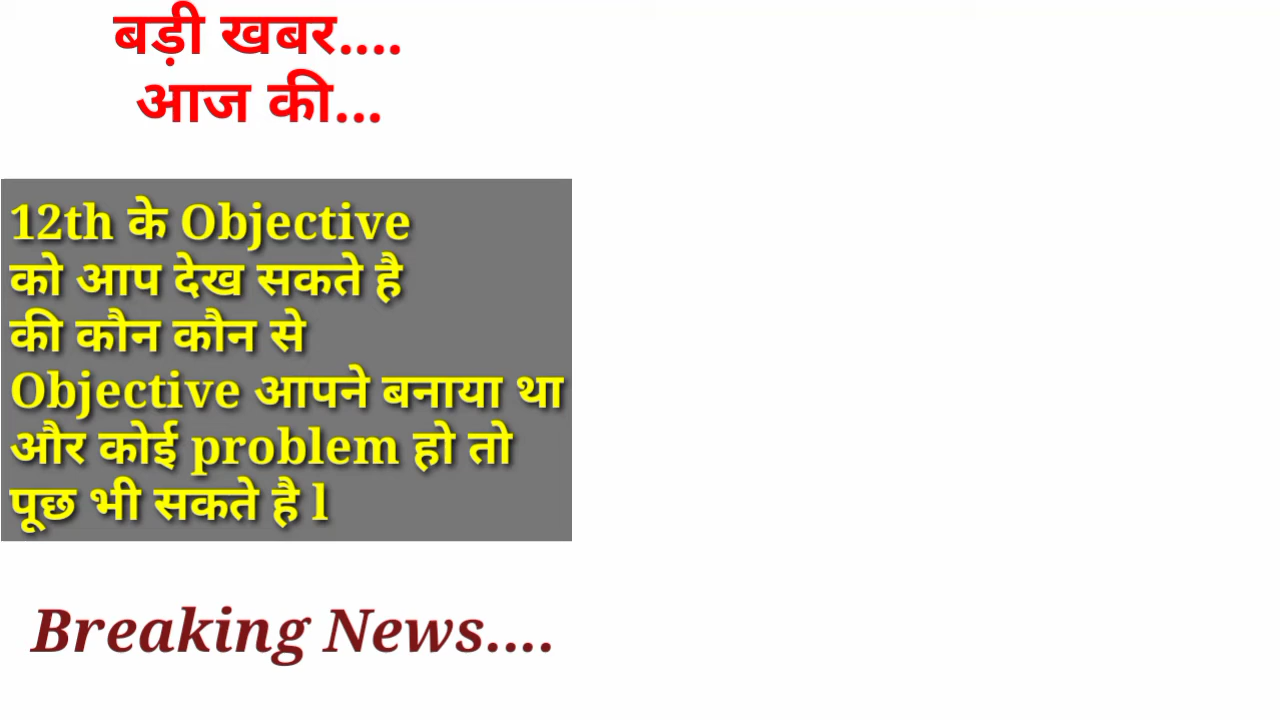 बड़ी खबर....
आज की...
12th के Objective
को आप देख सकते है
की कौन कौन से
Objective आपने बनाया था
और कोई problem हो तो
पूछ भी सकते है l
Breaking News....